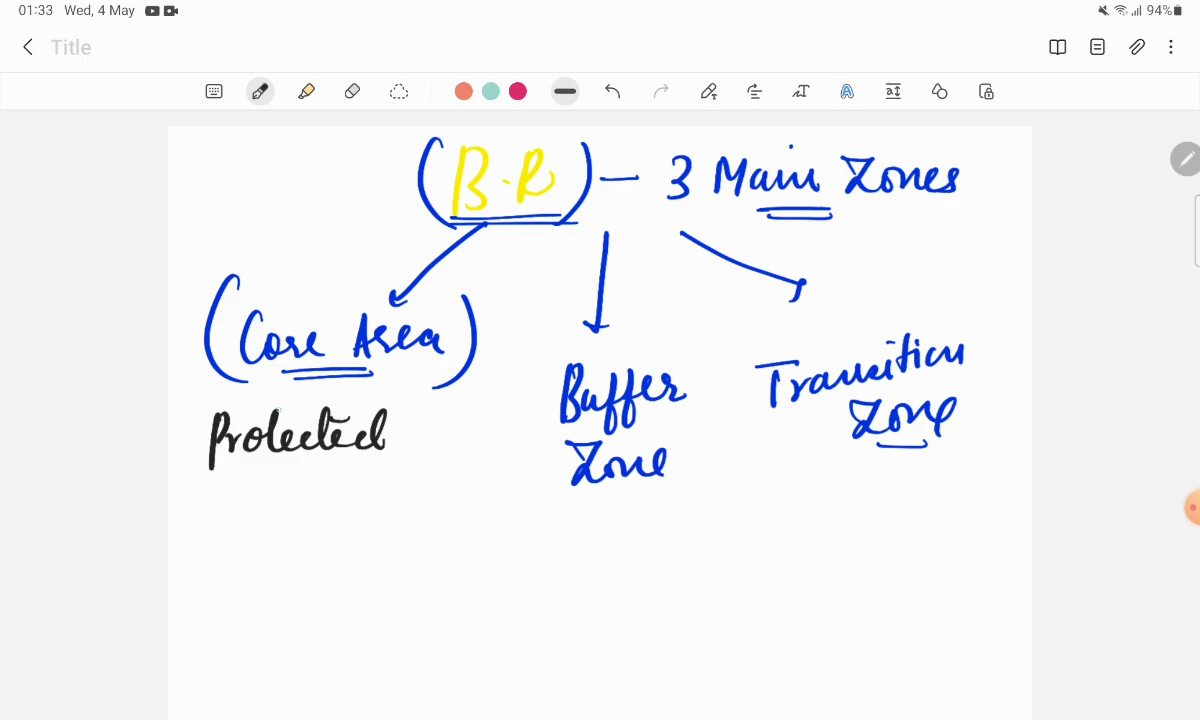 01:33 Wed, 4 May 94%
Title
(B.R) — 3 Main Zones
(Core Area)
Protected
Buffer
Zone
Transition
Zone